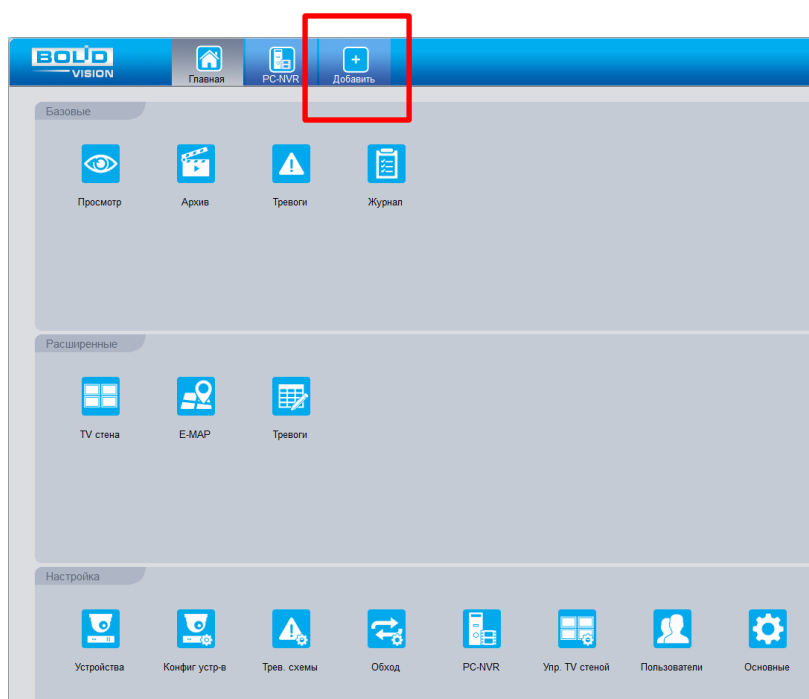 BOLID
VISION
Главная
PC-NVR
Добавить
Базовые
Просмотр
Архив
Тревоги
Журнал
Расширенные
TV стена
E-MAP
Тревоги
Настройка
Устройства
Конфиг устр-в
Трев. схемы
Обход
PC-NVR
Упр. TV стеной
Пользователи
Основные